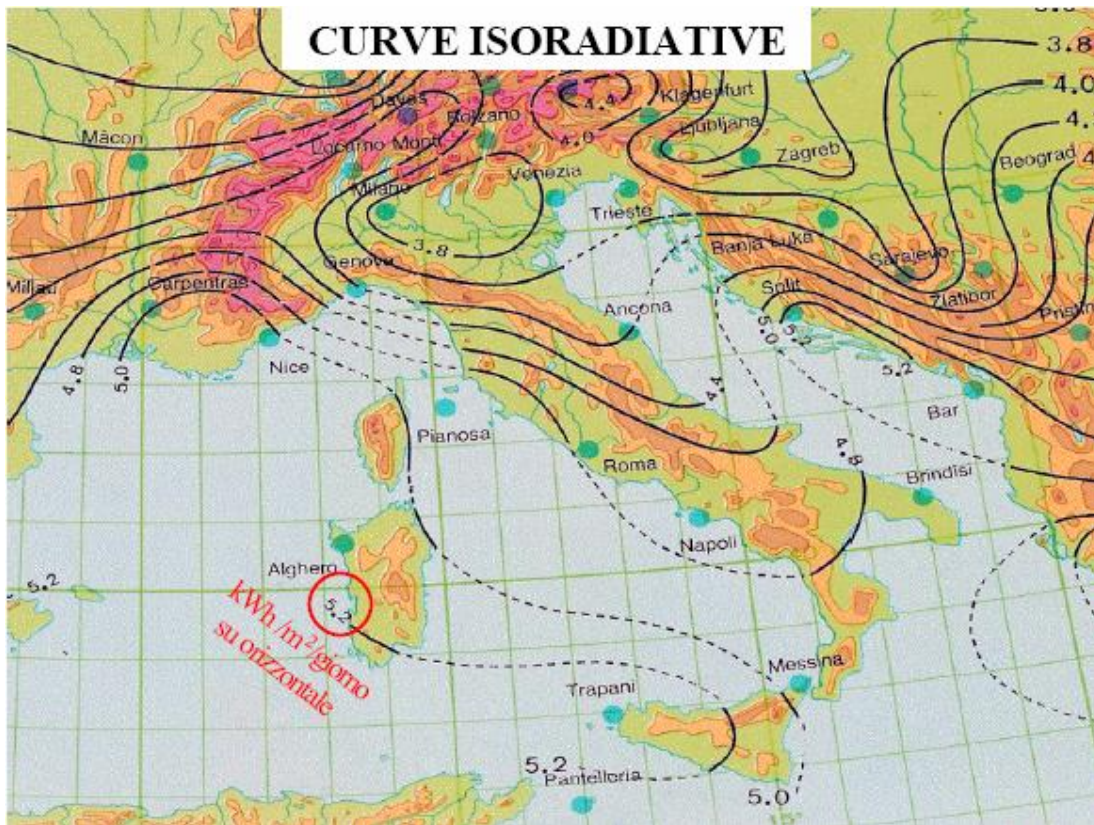 CURVE ISORADIATIVE
3.8
4.0
Davos
4.4
Klagenfurt
Bolzano
4.0
Ljubljana
Mâcon
Locarno Monti
Zagreb
Beograd
Venezia
Milano
Trieste
3.8
Banja Luka
Genova
Sarajevo
Millau
Carpentras
Split
Zlatibor
Ancona
5.2
5.0
4.8
5.0
Nice
5.2
4.4
Bar
Pianosa
Roma
4.8
Brindisi
Napoli
Alghero
5.2
5.2
kWh/m²/giorno
su orizzontale
Messina
Trapani
5.2
Pantelleria
5.0
15°